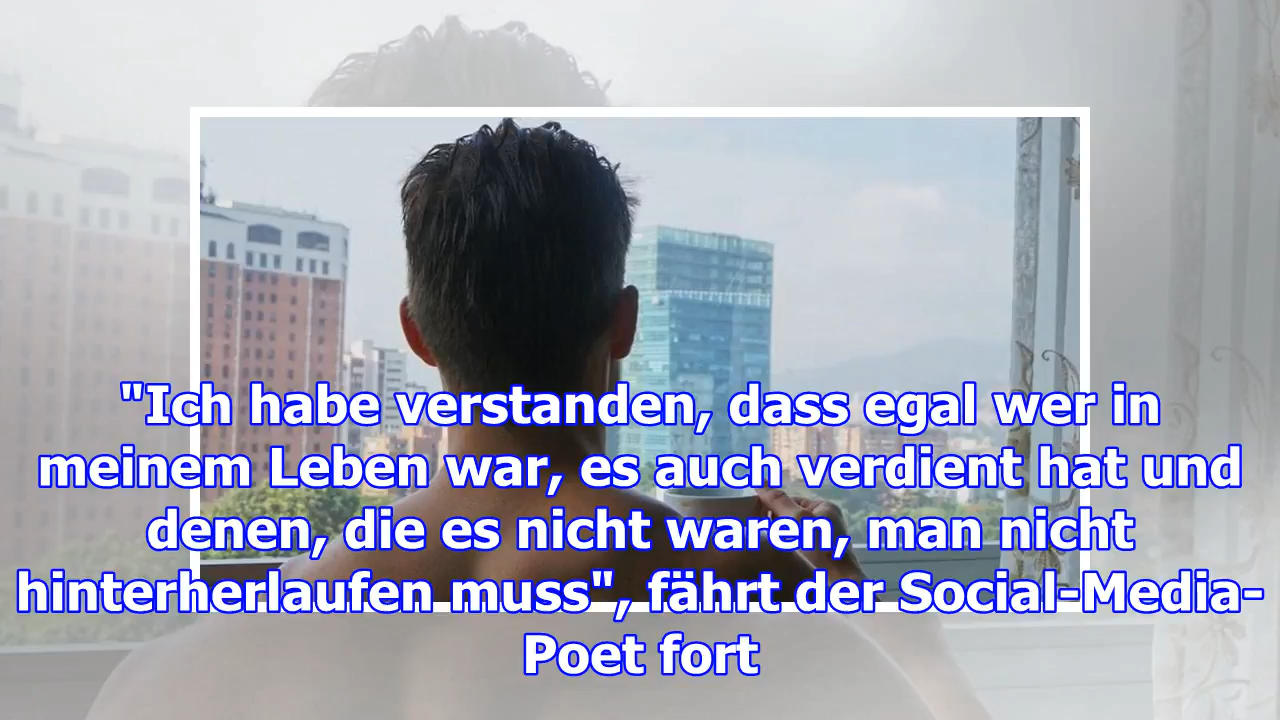 "Ich habe verstanden, dass egal wer in
meinem Leben war, es auch verdient hat und
denen, die es nicht waren, man nicht
hinterherlaufen muss", fährt der Social-Media-
Poet fort